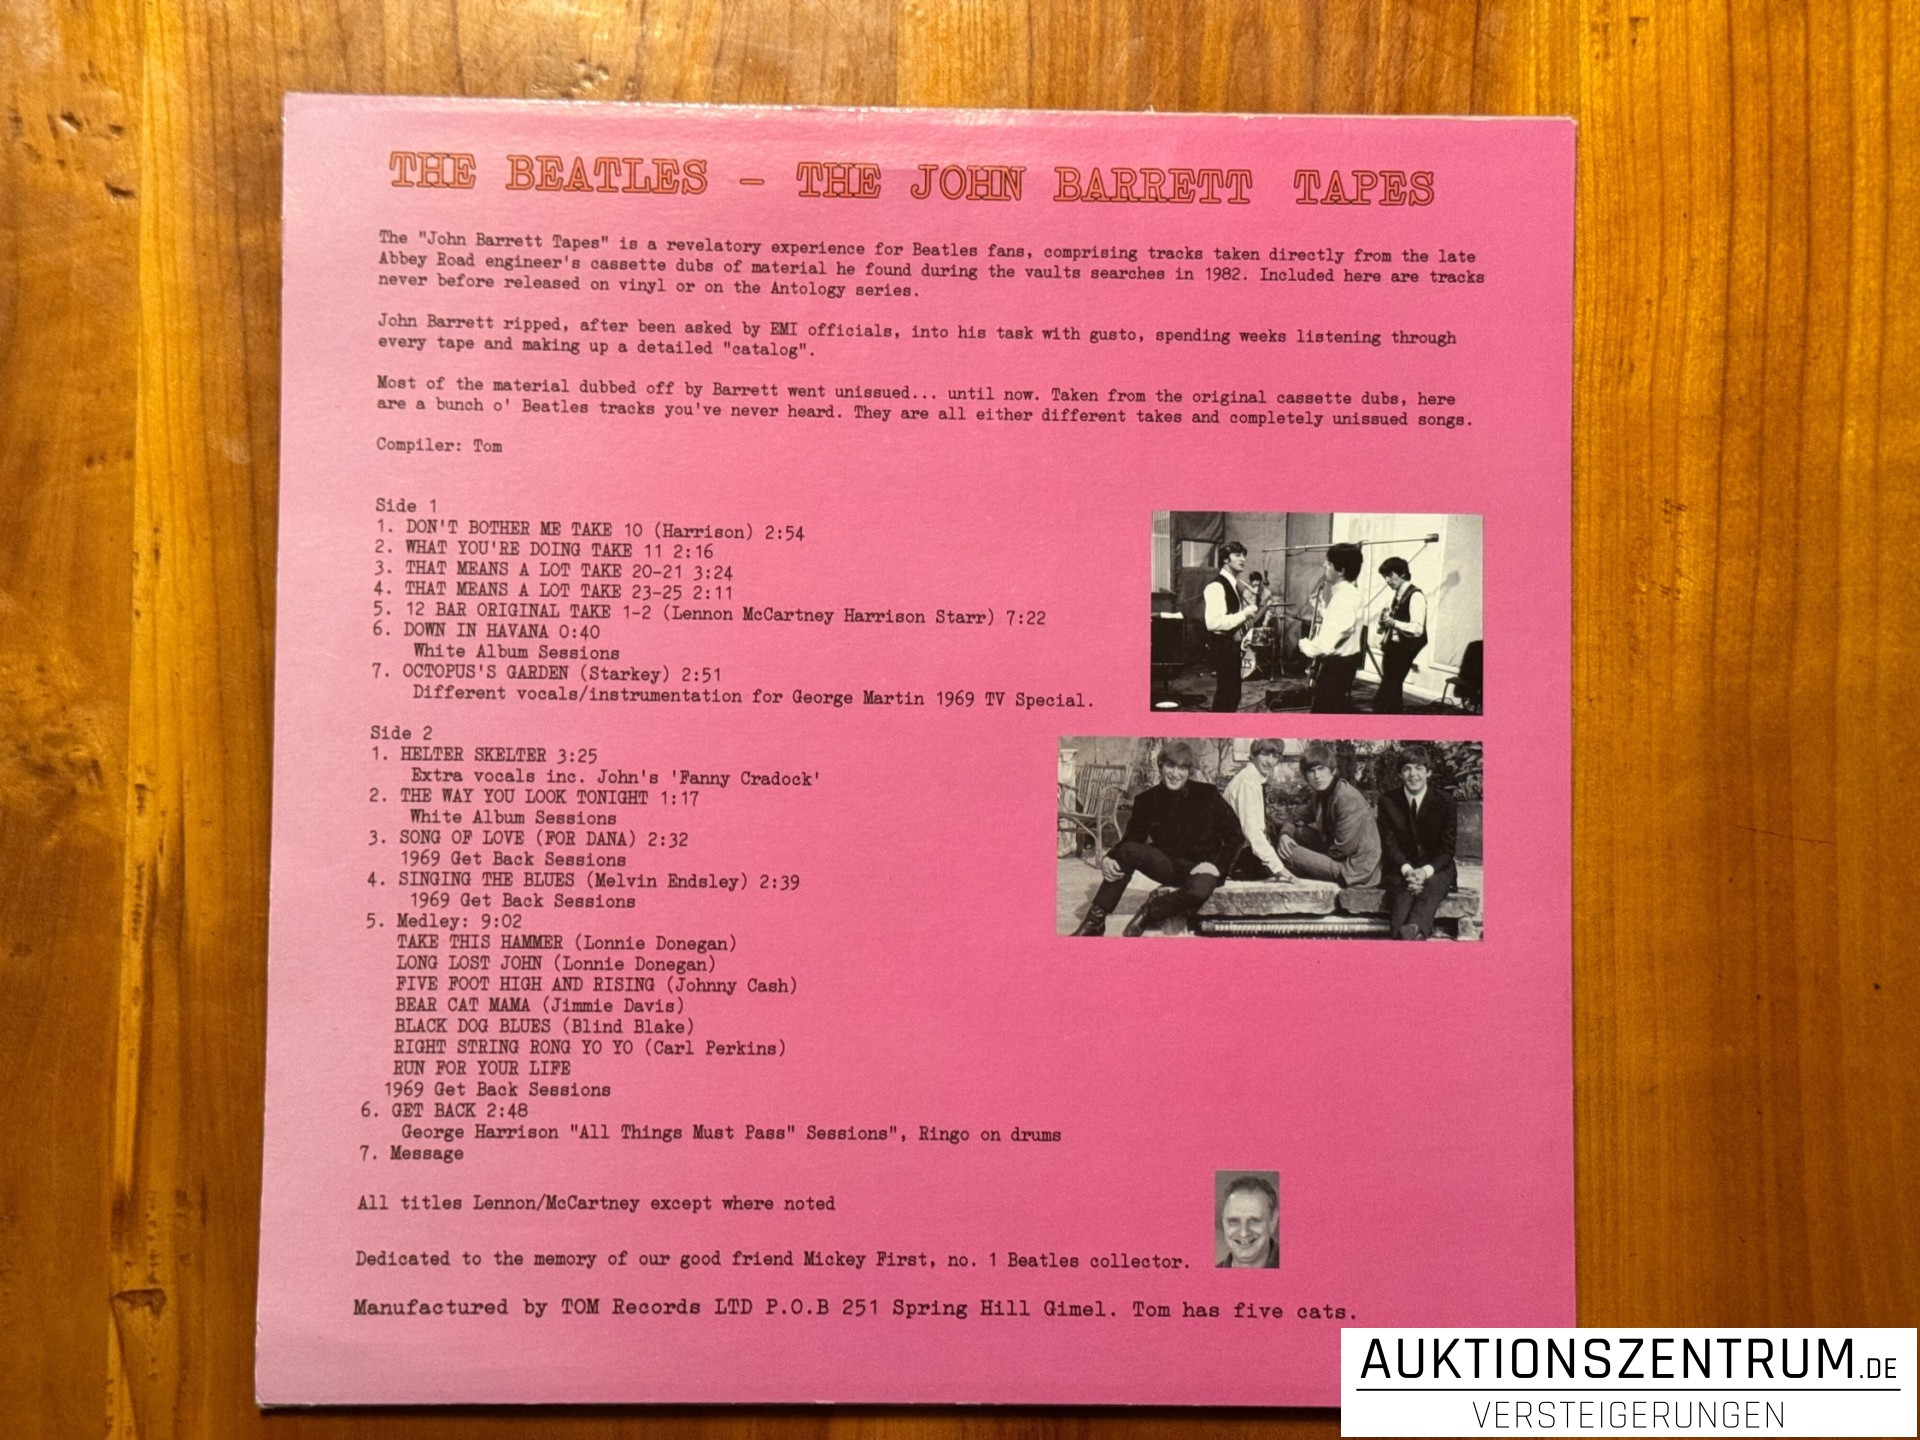 THE BEATLES - THE JOHN BARRETT TAPES
The "John Barrett Tapes" is a revelatory experience for Beatles fans, comprising tracks taken directly from the late
Abbey Road engineer's cassette dubs of material he found during the vaults searches in 1982. Included here are tracks
never before released on vinyl or on the Antology series.
John Barrett ripped, after been asked by EMI officials, into his task with gusto, spending weeks listening through
every tape and making up a detailed "catalog".
Most of the material dubbed off by Barrett went unissued... until now. Taken from the original cassette dubs, here
are a bunch o' Beatles tracks you've never heard. They are all either different takes and completely unissued songs.
Compiler: Tom
Side 1
1. DON'T BOTHER ME TAKE 10 (Harrison) 2:54
2. WHAT YOU'RE DOING TAKE 11 2:16
3. THAT MEANS A LOT TAKE 20-21 3:24
4. THAT MEANS A LOT TAKE 23-25 2:11
5. 12 BAR ORIGINAL TAKE 1-2 (Lennon McCartney Harrison Starr) 7:22
6. DOWN IN HAVANA 0:40
White Album Sessions
7. OCTOPUS'S GARDEN (Starkey) 2:51
Different vocals/instrumentation for George Martin 1969 TV Special.
Side 2
1. HELTER SKELTER 3:25
Extra vocals inc. John's 'Fanny Cradock'
2. THE WAY YOU LOOK TONIGHT 1:17
White Album Sessions
3. SONG OF LOVE (FOR DANA) 2:32
1969 Get Back Sessions
4. SINGING THE BLUES (Melvin Endsley) 2:39
1969 Get Back Sessions
5. Medley: 9:02
TAKE THIS HAMMER (Lonnie Donegan)
LONG LOST JOHN (Lonnie Donegan)
FIVE FOOT HIGH AND RISING (Johnny Cash)
BEAR CAT MAMA (Jimmie Davis)
BLACK DOG BLUES (Blind Blake)
RIGHT STRING RONG YO YO (Carl Perkins)
RUN FOR YOUR LIFE
1969 Get Back Sessions
6. GET BACK 2:48
George Harrison "All Things Must Pass" Sessions", Ringo on drums
7. Message
All titles Lennon/McCartney except where noted
Dedicated to the memory of our good friend Mickey First, no. 1 Beatles collector.
Manufactured by TOM Records LTD P.O.B 251 Spring Hill Gimel. Tom has five cats.
AUKTIONSZENTRUM.DE
VERSTEIGERUNGEN